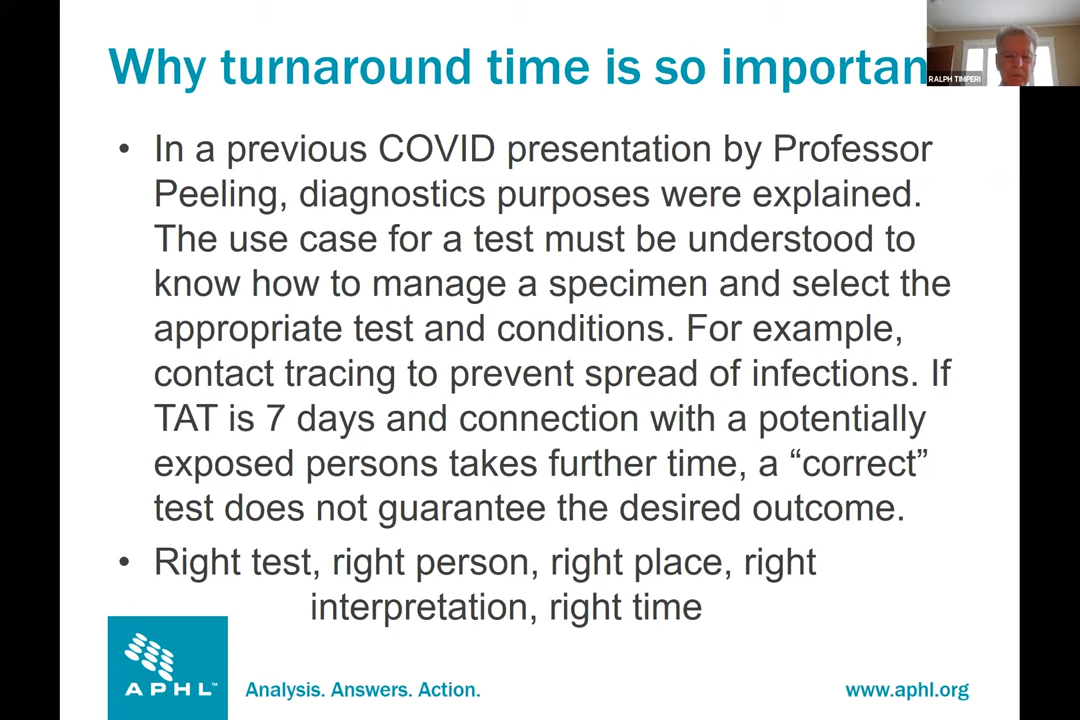 Why turnaround time is so importan
RALPH TIMPERI
• In a previous COVID presentation by Professor
Peeling, diagnostics purposes were explained.
The use case for a test must be understood to
know how to manage a specimen and select the
appropriate test and conditions. For example,
contact tracing to prevent spread of infections. If
TAT is 7 days and connection with a potentially
exposed persons takes further time, a “correct”
test does not guarantee the desired outcome.
• Right test, right person, right place, right
interpretation, right time
APHL™
Analysis. Answers. Action.
www.aphl.org